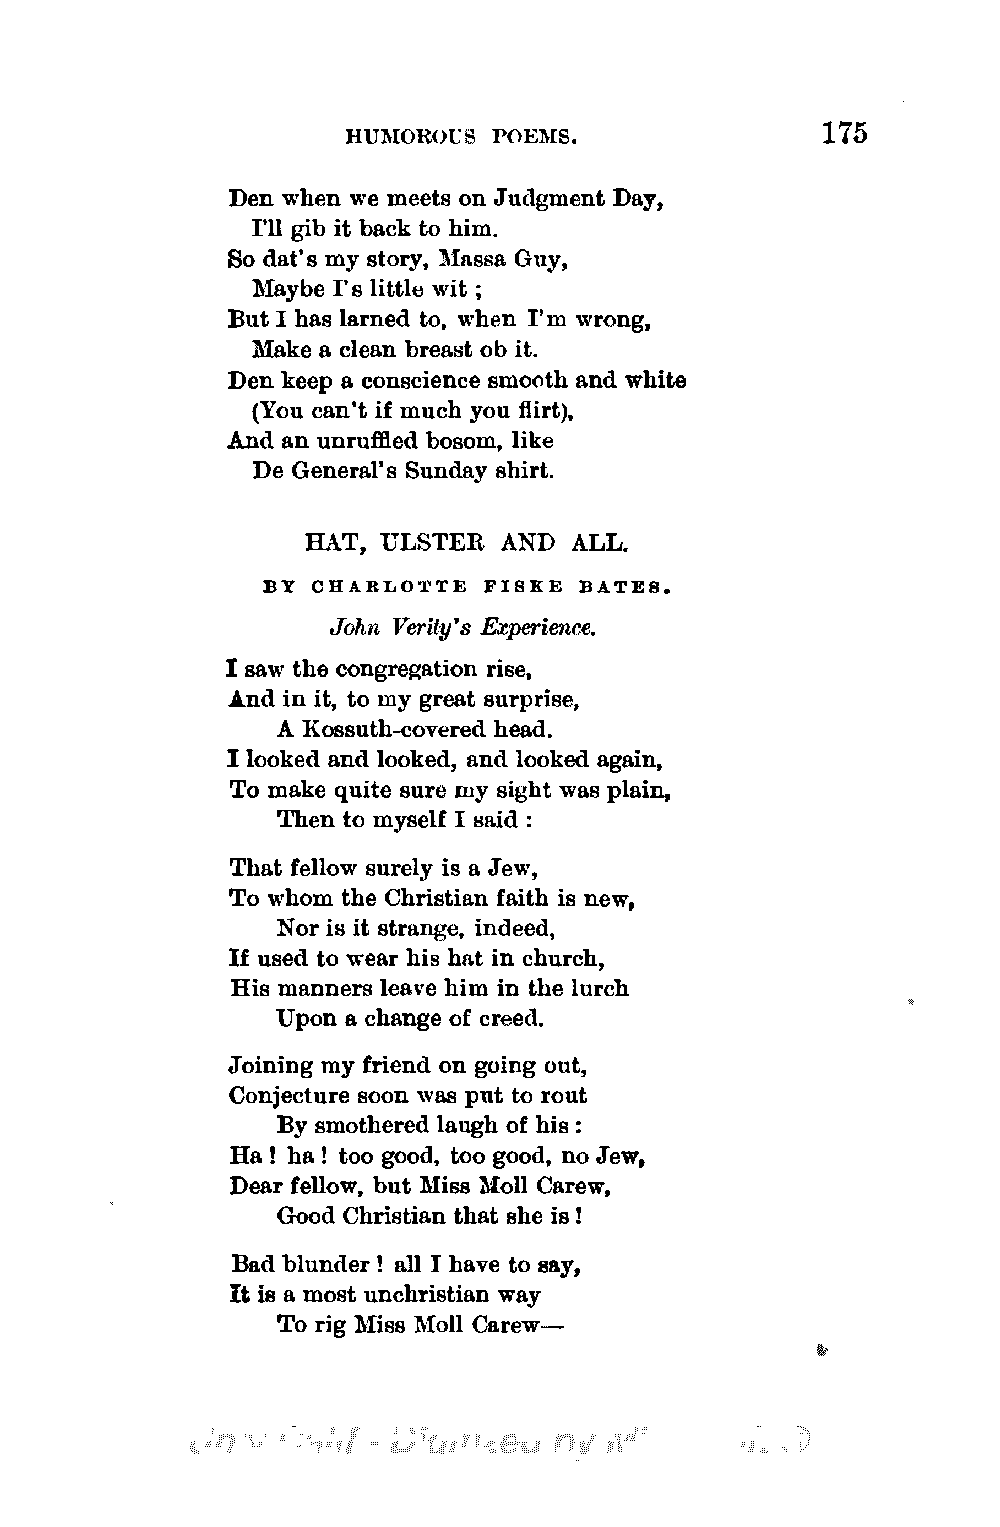 HUMOROUS POEMS. 175
Den when we meets on Judgment Day,
I'll gib it back to him.
So dat's my story, Massa Guy,
Maybe I's little wit ;
But I has larned to, when I'm wrong,
Make a clean breast ob it.
Den keep a conscience smooth and white
(You can't if much you flirt),
And an unruffled bosom, like
De General's Sunday shirt.
HAT, ULSTER AND ALL.
BY CHARLOTTE FISKE BATES.
John Verity's Experience.
I saw the congregation rise,
And in it, to my great surprise,
A Kossuth-covered head.
I looked and looked, and looked again,
To make quite sure my sight was plain,
Then to myself I said :
That fellow surely is a Jew,
To whom the Christian faith is new,
Nor is it strange, indeed,
If used to wear his hat in church,
His manners leave him in the lurch
Upon a change of creed.
Joining my friend on going out,
Conjecture soon was put to rout
By smothered laugh of his :
Ha ! ha ! too good, too good, no Jew,
Dear fellow, but Miss Moll Carew,
Good Christian that she is !
Bad blunder ! all I have to say,
It is a most unchristian way
To rig Miss Moll Carew—